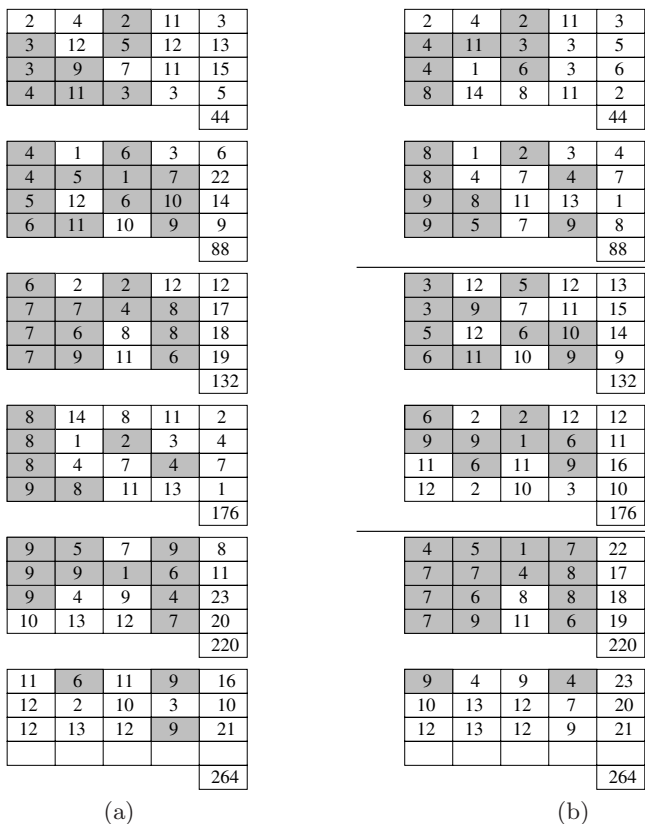 2 4 2 11 3
3 12 5 12 13
3 9 7 11 15
4 11 3 3 5
44
4 1 6 3 6
4 5 1 7 22
5 12 6 10 14
6 11 10 9 9
88
6 2 2 12 12
7 7 4 8 17
7 6 8 8 18
7 9 11 6 19
132
8 14 8 11 2
8 1 2 3 4
8 4 7 4 7
9 8 11 13 1
176
9 5 7 9 8
9 9 1 6 11
9 4 9 4 23
10 13 12 7 20
220
11 6 11 9 16
12 2 10 3 10
12 13 12 9 21
264
(a)
2 4 2 11 3
4 11 3 3 5
4 1 6 3 6
8 14 8 11 2
44
8 1 2 3 4
8 4 7 4 7
9 8 11 13 1
9 5 7 9 8
88
3 12 5 12 13
3 9 7 11 15
5 12 6 10 14
6 11 10 9 9
132
6 2 2 12 12
9 9 1 6 11
11 6 11 9 16
12 2 10 3 10
176
4 5 1 7 22
7 7 4 8 17
7 6 8 8 18
7 9 11 6 19
220
9 4 9 4 23
10 13 12 7 20
12 13 12 9 21
264
(b)